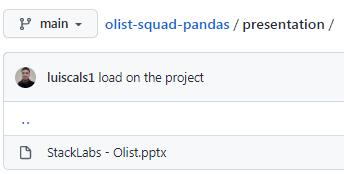 main
olist-squad-pandas / presentation /
luiscals1 load on the project
..
StackLabs - Olist.pptx